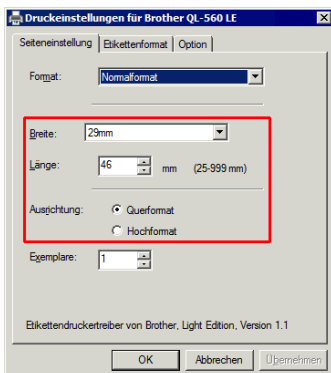 Druckeinstellungen für Brother QL-560 LE
Seiteneinstellung Etikettenformat Option
Format: Normalformat
Breite: 29mm
Länge: 46 mm (25-999 mm)
Ausrichtung: Querformat
Hochformat
Exemplare: 1
Etikettendruckertreiber von Brother, Light Edition, Version 1.1
OK Abbrechen Übernehmen